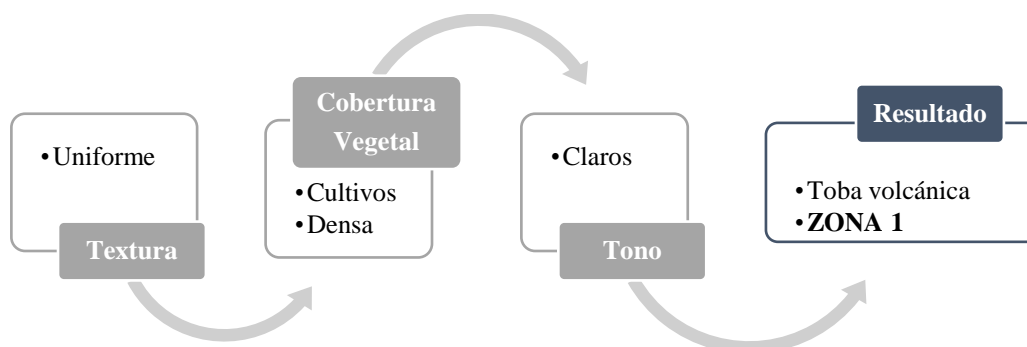 • Uniforme
Textura
Cobertura
Vegetal
• Cultivos
• Densa
• Claros
Tono
Resultado
• Toba volcánica
• ZONA 1